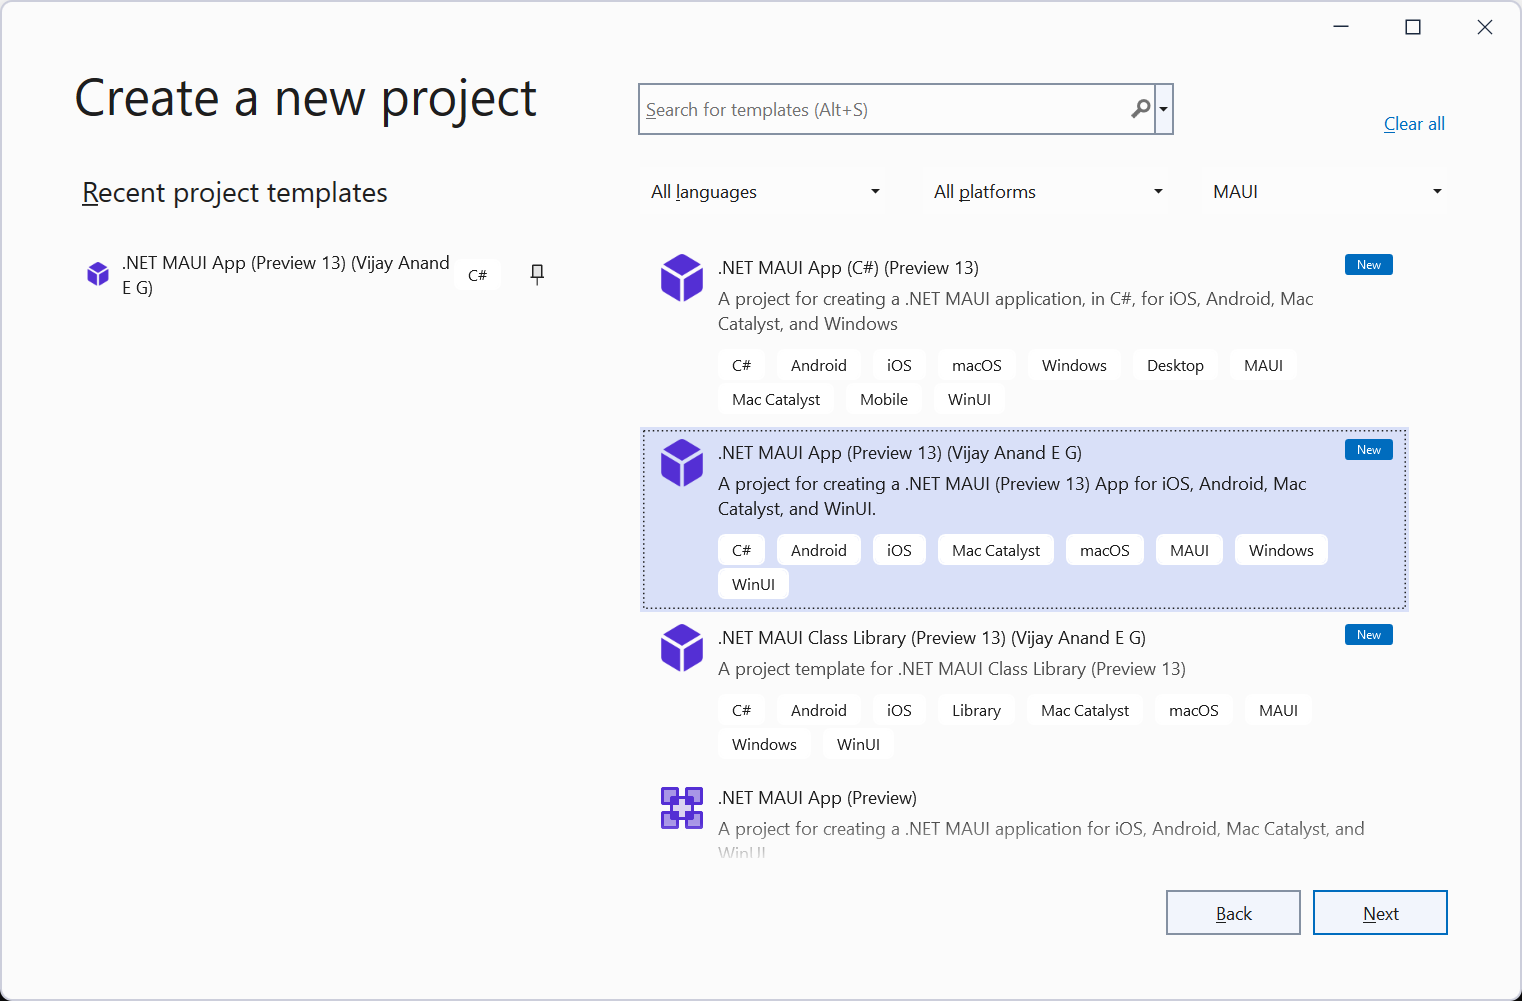 Create a new project
Search for templates (Alt+S)
Clear all
Recent project templates
All languages
All platforms
MAUI
.NET MAUI App (Preview 13) (Vijay Anand
E G)
C#
.NET MAUI App (C#) (Preview 13)
New
A project for creating a .NET MAUI application, in C#, for iOS, Android, Mac
Catalyst, and Windows
C# Android iOS macOS Windows Desktop MAUI
Mac Catalyst Mobile WinUI
.NET MAUI App (Preview 13) (Vijay Anand E G)
New
A project for creating a .NET MAUI (Preview 13) App for iOS, Android, Mac
Catalyst, and WinUI.
C# Android iOS Mac Catalyst macOS MAUI Windows
WinUI
.NET MAUI Class Library (Preview 13) (Vijay Anand E G)
New
A project template for .NET MAUI Class Library (Preview 13)
C# Android iOS Library Mac Catalyst macOS MAUI
Windows WinUI
.NET MAUI App (Preview)
A project for creating a .NET MAUI application for iOS, Android, Mac Catalyst, and
WinUI
Back
Next